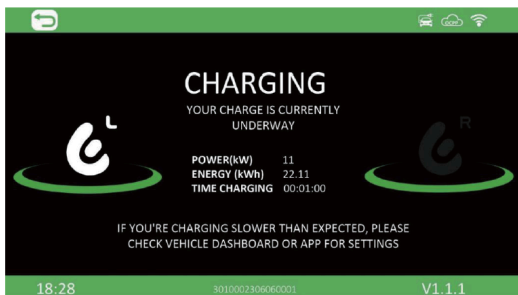 CHARGING
YOUR CHARGE IS CURRENTLY
UNDERWAY
L
R
POWER(kW) 11
ENERGY (kWh) 22.11
TIME CHARGING 00:01:00
IF YOU'RE CHARGING SLOWER THAN EXPECTED, PLEASE
CHECK VEHICLE DASHBOARD OR APP FOR SETTINGS
18:28 3010002306060001 V1.1.1